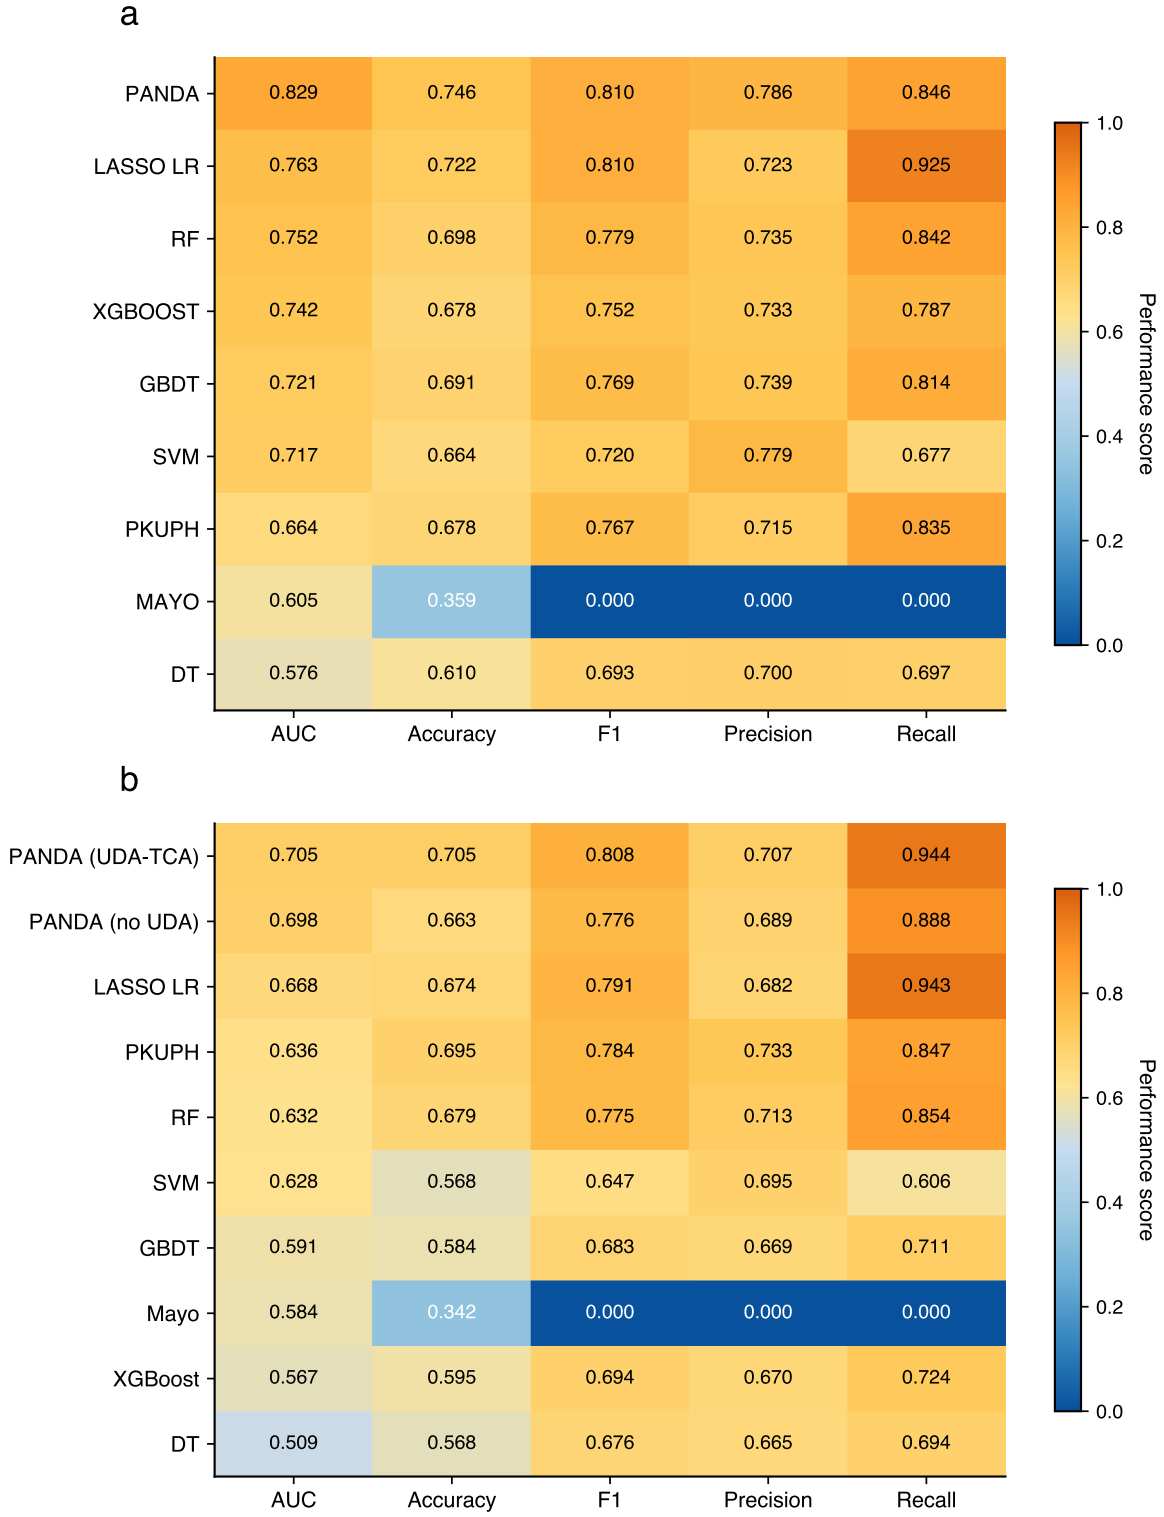 a
PANDA 0.829 0.746 0.810 0.786 0.846
LASSO LR 0.763 0.722 0.810 0.723 0.925
RF 0.752 0.698 0.779 0.735 0.842
XGBOOST 0.742 0.678 0.752 0.733 0.787
GBDT 0.721 0.691 0.769 0.739 0.814
SVM 0.717 0.664 0.720 0.779 0.677
PKUPH 0.664 0.678 0.767 0.715 0.835
MAYO 0.605 0.359 0.000 0.000 0.000
DT 0.576 0.610 0.693 0.700 0.697
AUC Accuracy F1 Precision Recall
1.0
0.8
0.6
0.4
0.2
0.0
Performance score
b
PANDA (UDA-TCA) 0.705 0.705 0.808 0.707 0.944
PANDA (no UDA) 0.698 0.663 0.776 0.689 0.888
LASSO LR 0.668 0.674 0.791 0.682 0.943
PKUPH 0.636 0.695 0.784 0.733 0.847
RF 0.632 0.679 0.775 0.713 0.854
SVM 0.628 0.568 0.647 0.695 0.606
GBDT 0.591 0.584 0.683 0.669 0.711
Mayo 0.584 0.342 0.000 0.000 0.000
XGBoost 0.567 0.595 0.694 0.670 0.724
DT 0.509 0.568 0.676 0.665 0.694
AUC Accuracy F1 Precision Recall
1.0
0.8
0.6
0.4
0.2
0.0
Performance score